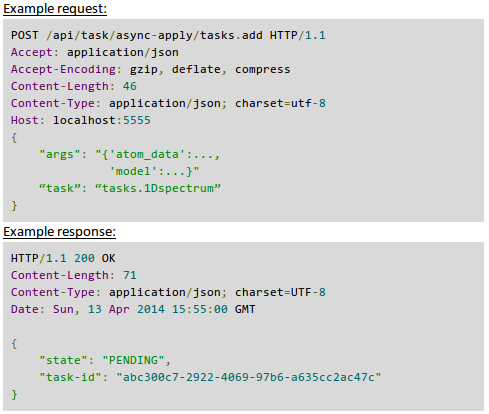 Example request:
POST /api/task/async-apply/tasks.add HTTP/1.1
Accept: application/json
Accept-Encoding: gzip, deflate, compress
Content-Length: 46
Content-Type: application/json; charset=utf-8
Host: localhost:5555
{
"args": "{'atom_data':...,
'model':...}"
“task”: “tasks.1Dspectrum”
}
Example response:
HTTP/1.1 200 OK
Content-Length: 71
Content-Type: application/json; charset=UTF-8
Date: Sun, 13 Apr 2014 15:55:00 GMT
{
"state": "PENDING",
"task-id": "abc300c7-2922-4069-97b6-a635cc2ac47c"
}